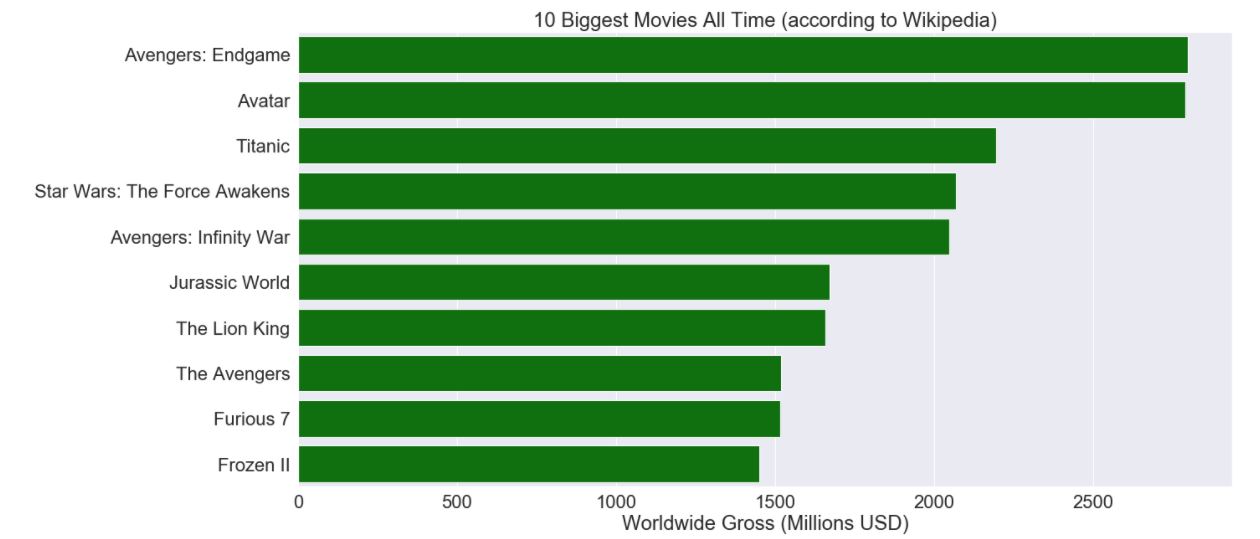 10 Biggest Movies All Time (according to Wikipedia)
Avengers: Endgame
Avatar
Titanic
Star Wars: The Force Awakens
Avengers: Infinity War
Jurassic World
The Lion King
The Avengers
Furious 7
Frozen II
0 500 1000 1500 2000 2500
Worldwide Gross (Millions USD)